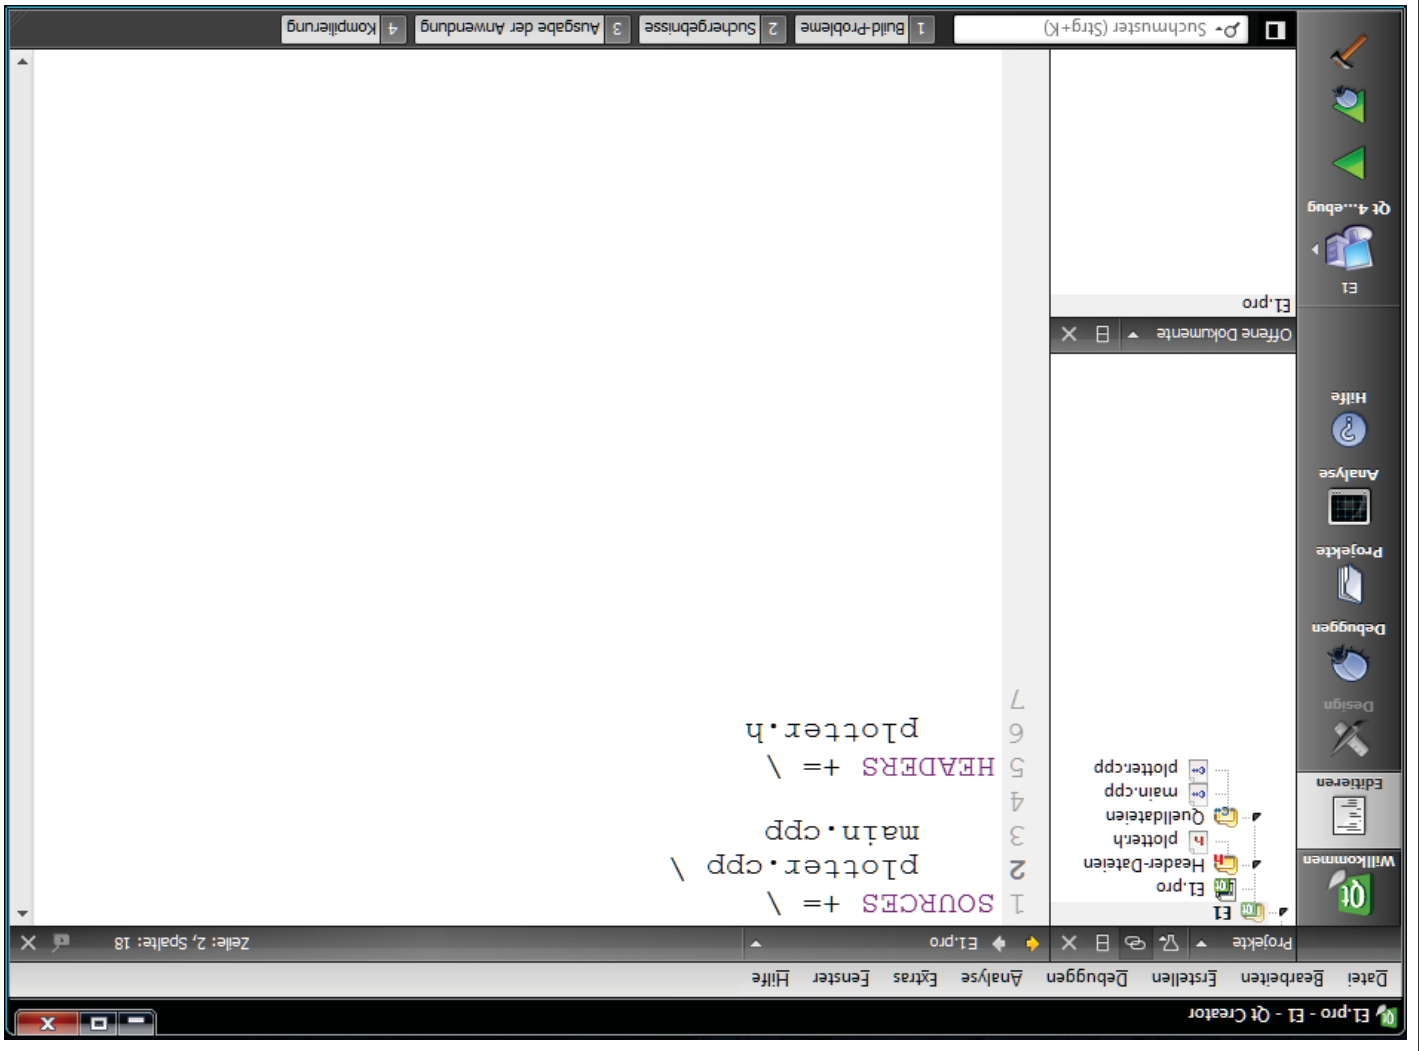 E1.pro - E1 - Qt Creator
Datei Bearbeiten Erstellen Debuggen Analyse Extras Fenster Hilfe
Projekte
E1.pro
Zeile: 2, Spalte: 18
Willkommen
Editieren
Design
Debuggen
Projekte
Analyse
Hilfe
E1
Qt 4...ebug
E1
E1.pro
Header-Dateien
plotter.h
Quelldateien
main.cpp
plotter.cpp
Offene Dokumente
E1.pro
1 SOURCES += \
2 plotter.cpp \
3 main.cpp
4
5 HEADERS += \
6 plotter.h
7
Suchmuster (Strg+K)
1 Build-Probleme 2 Suchergebnisse 3 Ausgabe der Anwendung 4 Kompilierung